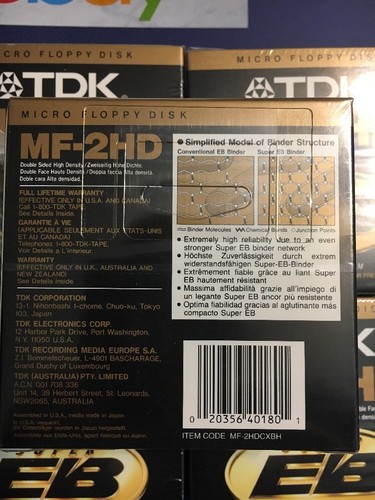 ebay
MICRO FLOPPY DISK
TDK
MICRO FLOPPY DISK
TDK
MICRO FLOPPY DISK
MF-2HD
Double Sided High Density/Zweiseitig Hohe Dichte,
Double Face Haute Densité/Doppia faccia Alta densità,
Doble cara Alta densidad.
FULL LIFETIME WARRANTY
(EFFECTIVE ONLY IN U.S.A. AND CANADA)
Call 1-800-TDK TAPE.
See Details Inside.
GARANTIE A VIE
(APPLICABLE SEULEMENT AUX ETATS-UNIS
ET AU CANADA)
Téléphonez 1-800-TDK-TAPE.
Voir Détails A L'Intérieur.
WARRANTY
(EFFECTIVE ONLY IN U.K., AUSTRALIA AND
NEW ZEALAND)
See Details Inside.
TDK CORPORATION
13-1, Nihonbashi 1-chome, Chuo-ku, Tokyo
103, Japan
TDK ELECTRONICS CORP.
12 Harbor Park Drive, Port Washington,
N.Y. 11050 U.S.A.
TDK RECORDING MEDIA EUROPE S.A.
Z.I. Bommelscheuer, L-4901 BASCHARAGE,
Grand Duchy of Luxembourg
TDK (AUSTRALIA) PTY. LIMITED
A.C.N. 001 708 336
Unit 14, 39 Herbert Street, St. Leonards,
NSW2065, AUSTRALIA
Assembled in U.S.A., media made in Japan.
Simplified Model of Binder Structure
Conventional EB Binder
Super EB Binder
Binder Molecules
Chemical Bonds
Junction Points
• Extremely high reliability due to an even
stronger Super EB binder network
• Höchste Zuverlässigkeit durch extrem
widerstandsfähigen Super-EB-Binder
• Extrêmement fiable grâce au liant Super
EB hautement résistant
• Massima affidabilità grazie all'impiego di
un legante Super EB ancor più resistente
• Optima fiabilidad gracias al aglutinante más
compacto Super EB
0 20356 40180 1
ITEM CODE MF-2HDCXBH
SUPER
EB
EB